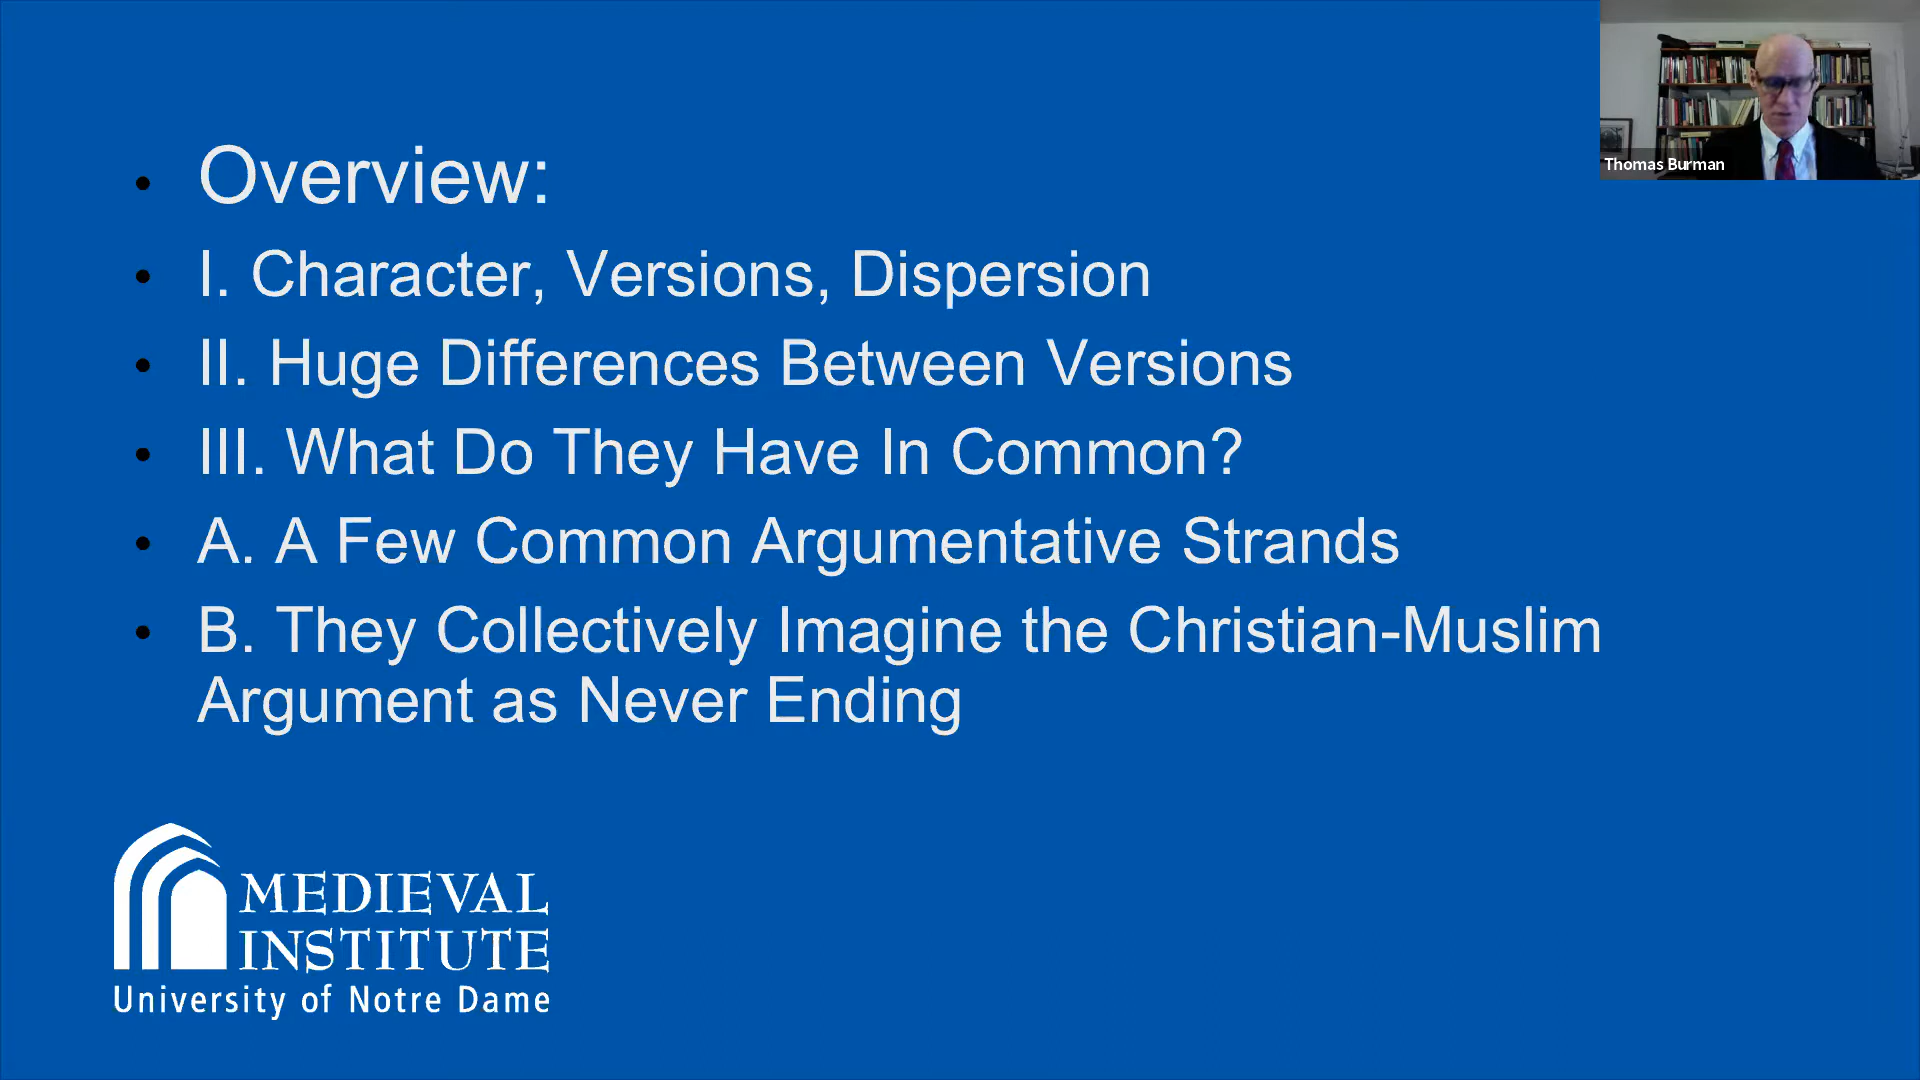 Overview:
I. Character, Versions, Dispersion
II. Huge Differences Between Versions
III. What Do They Have In Common?
A. A Few Common Argumentative Strands
B. They Collectively Imagine the Christian-Muslim
Argument as Never Ending
Thomas Burman
MEDIEVAL
INSTITUTE
University of Notre Dame